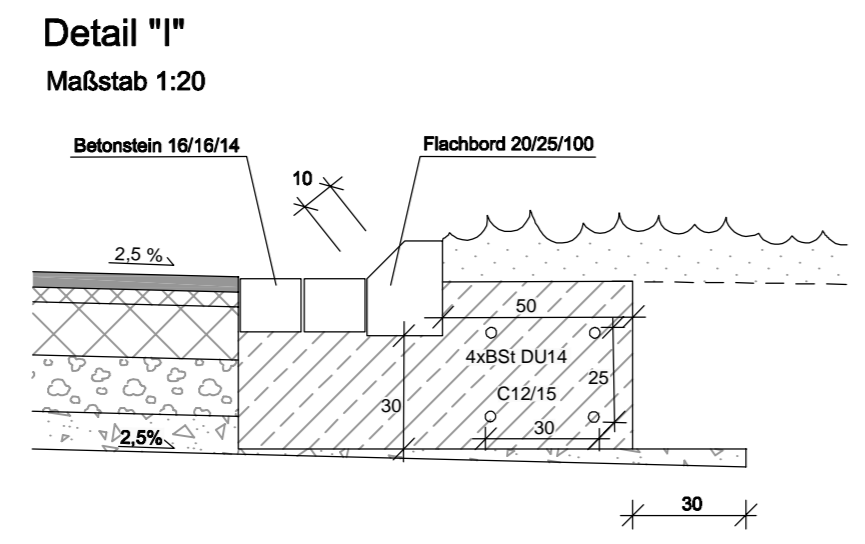 Detail "I"
Maßstab 1:20
Betonstein 16/16/14
Flachbord 20/25/100
10
2,5 %
50
4xBSt DU14
25
C12/15
30
30
2,5%
30